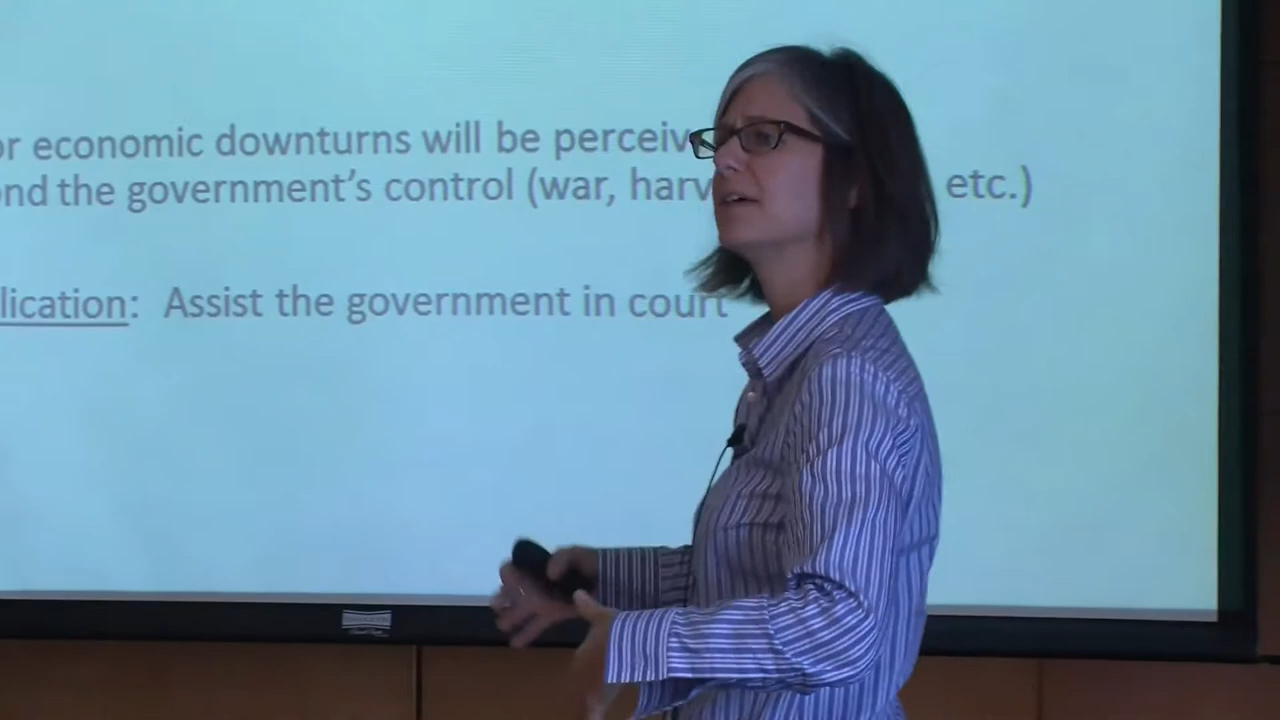 or economic downturns will be perceiv
ond the government's control (war, harv etc.)
lication: Assist the government in court